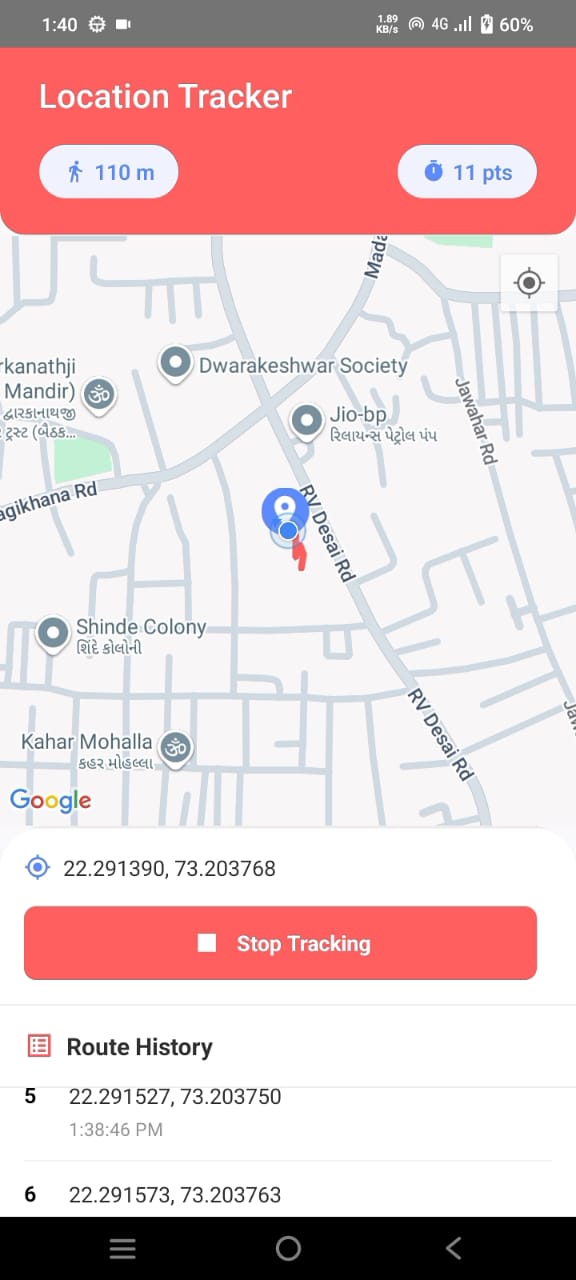 1:40
1.89
KB/s
4G
60%
Location Tracker
110 m
11 pts
Mada
rkanathji
Mandir)
દ્વારકાનાથજી
ટ્રસ્ટ (બેઠક...
Dwarakeshwar Society
Jio-bp
રિલાયન્સ પેટ્રોલ પંપ
Jawahar Rd
agikhana Rd
RV Desai Rd
Shinde Colony
શિંદે કોલોની
RV Desai Rd
Kahar Mohalla
કહર મોહલ્લા
Jaw
Google
22.291390, 73.203768
Stop Tracking
Route History
5
22.291527, 73.203750
1:38:46 PM
6
22.291573, 73.203763